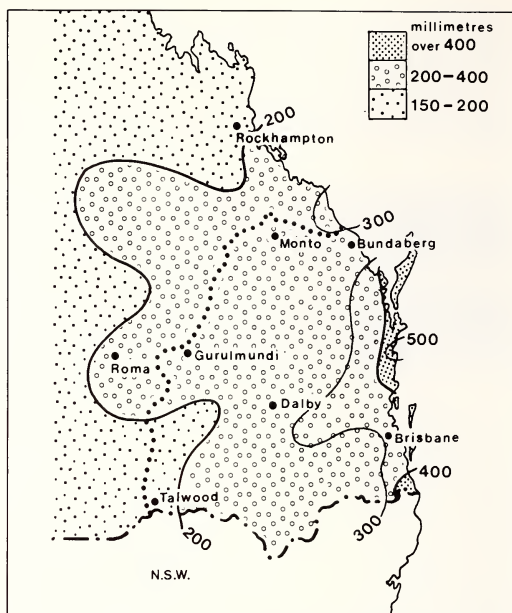 millimetres
over 400
200–400
150–200
200
Rockhampton
300
Monto
Bundaberg
500
Gurulmundi
Roma
Dalby
Brisbane
400
Talwood
200
300
N.S.W.